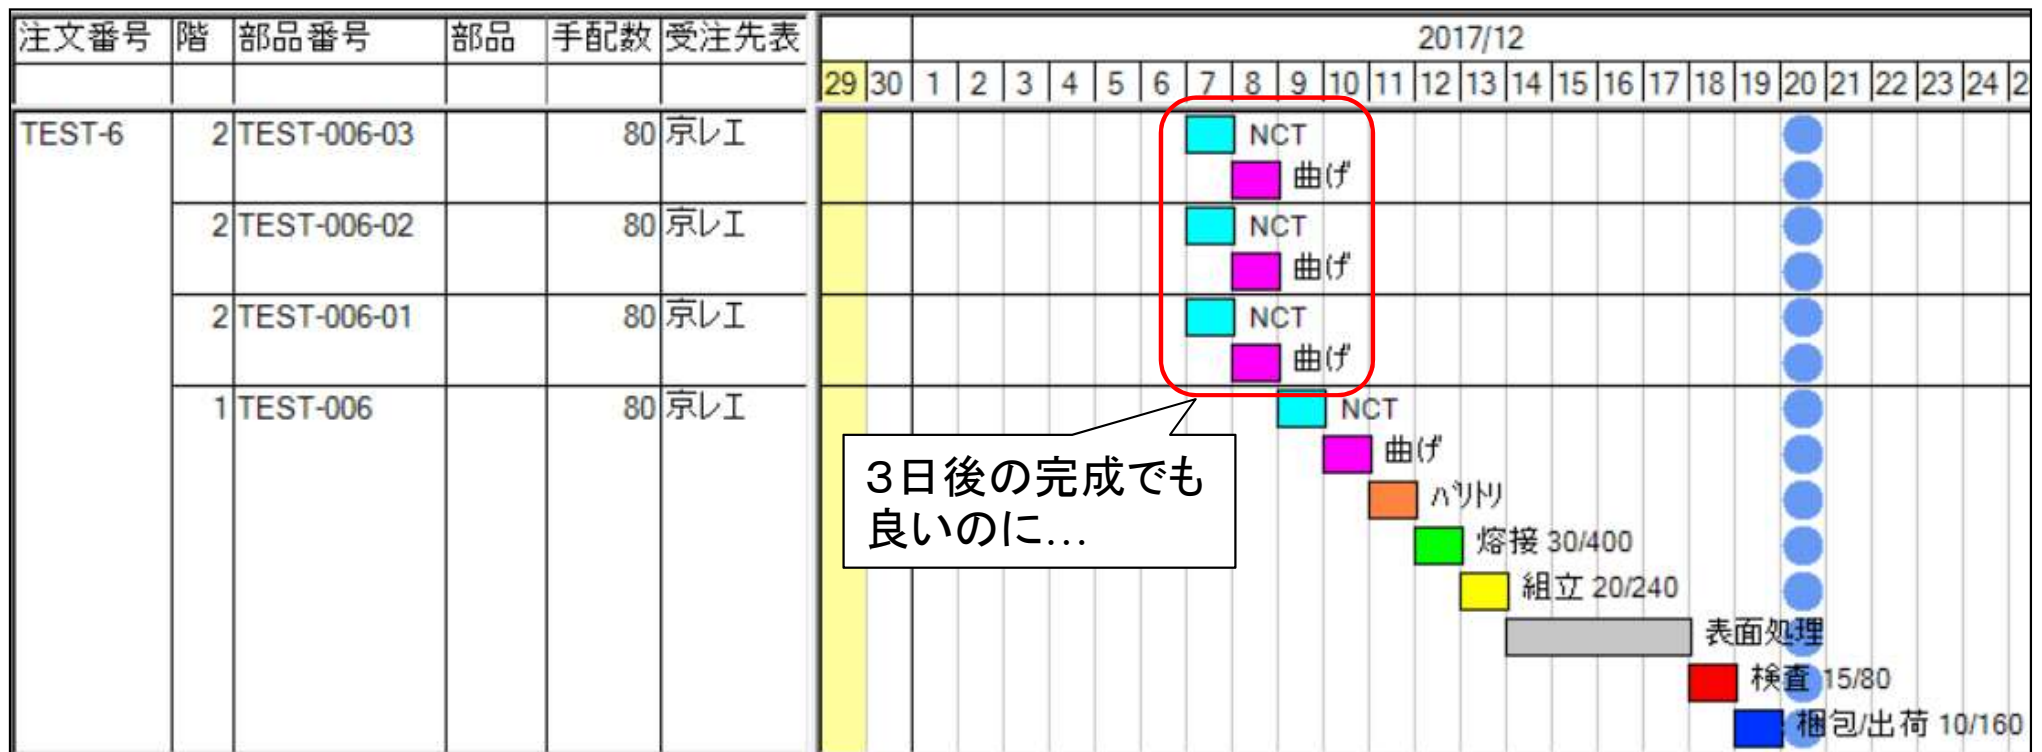 注文番号 階 部品番号 部品 手配数 受注先表 2017/12
29 30 1 2 3 4 5 6 7 8 9 10 11 12 13 14 15 16 17 18 19 20 21 22 23 24 2
TEST-6 2 TEST-006-03 80 京レエ NCT
曲げ
2 TEST-006-02 80 京レエ NCT
曲げ
2 TEST-006-01 80 京レエ NCT
曲げ
1 TEST-006 80 京レエ NCT
曲げ
３日後の完成でも
良いのに…
バリトリ
熔接 30/400
組立 20/240
表面処理
検査 15/80
梱包/出荷 10/160